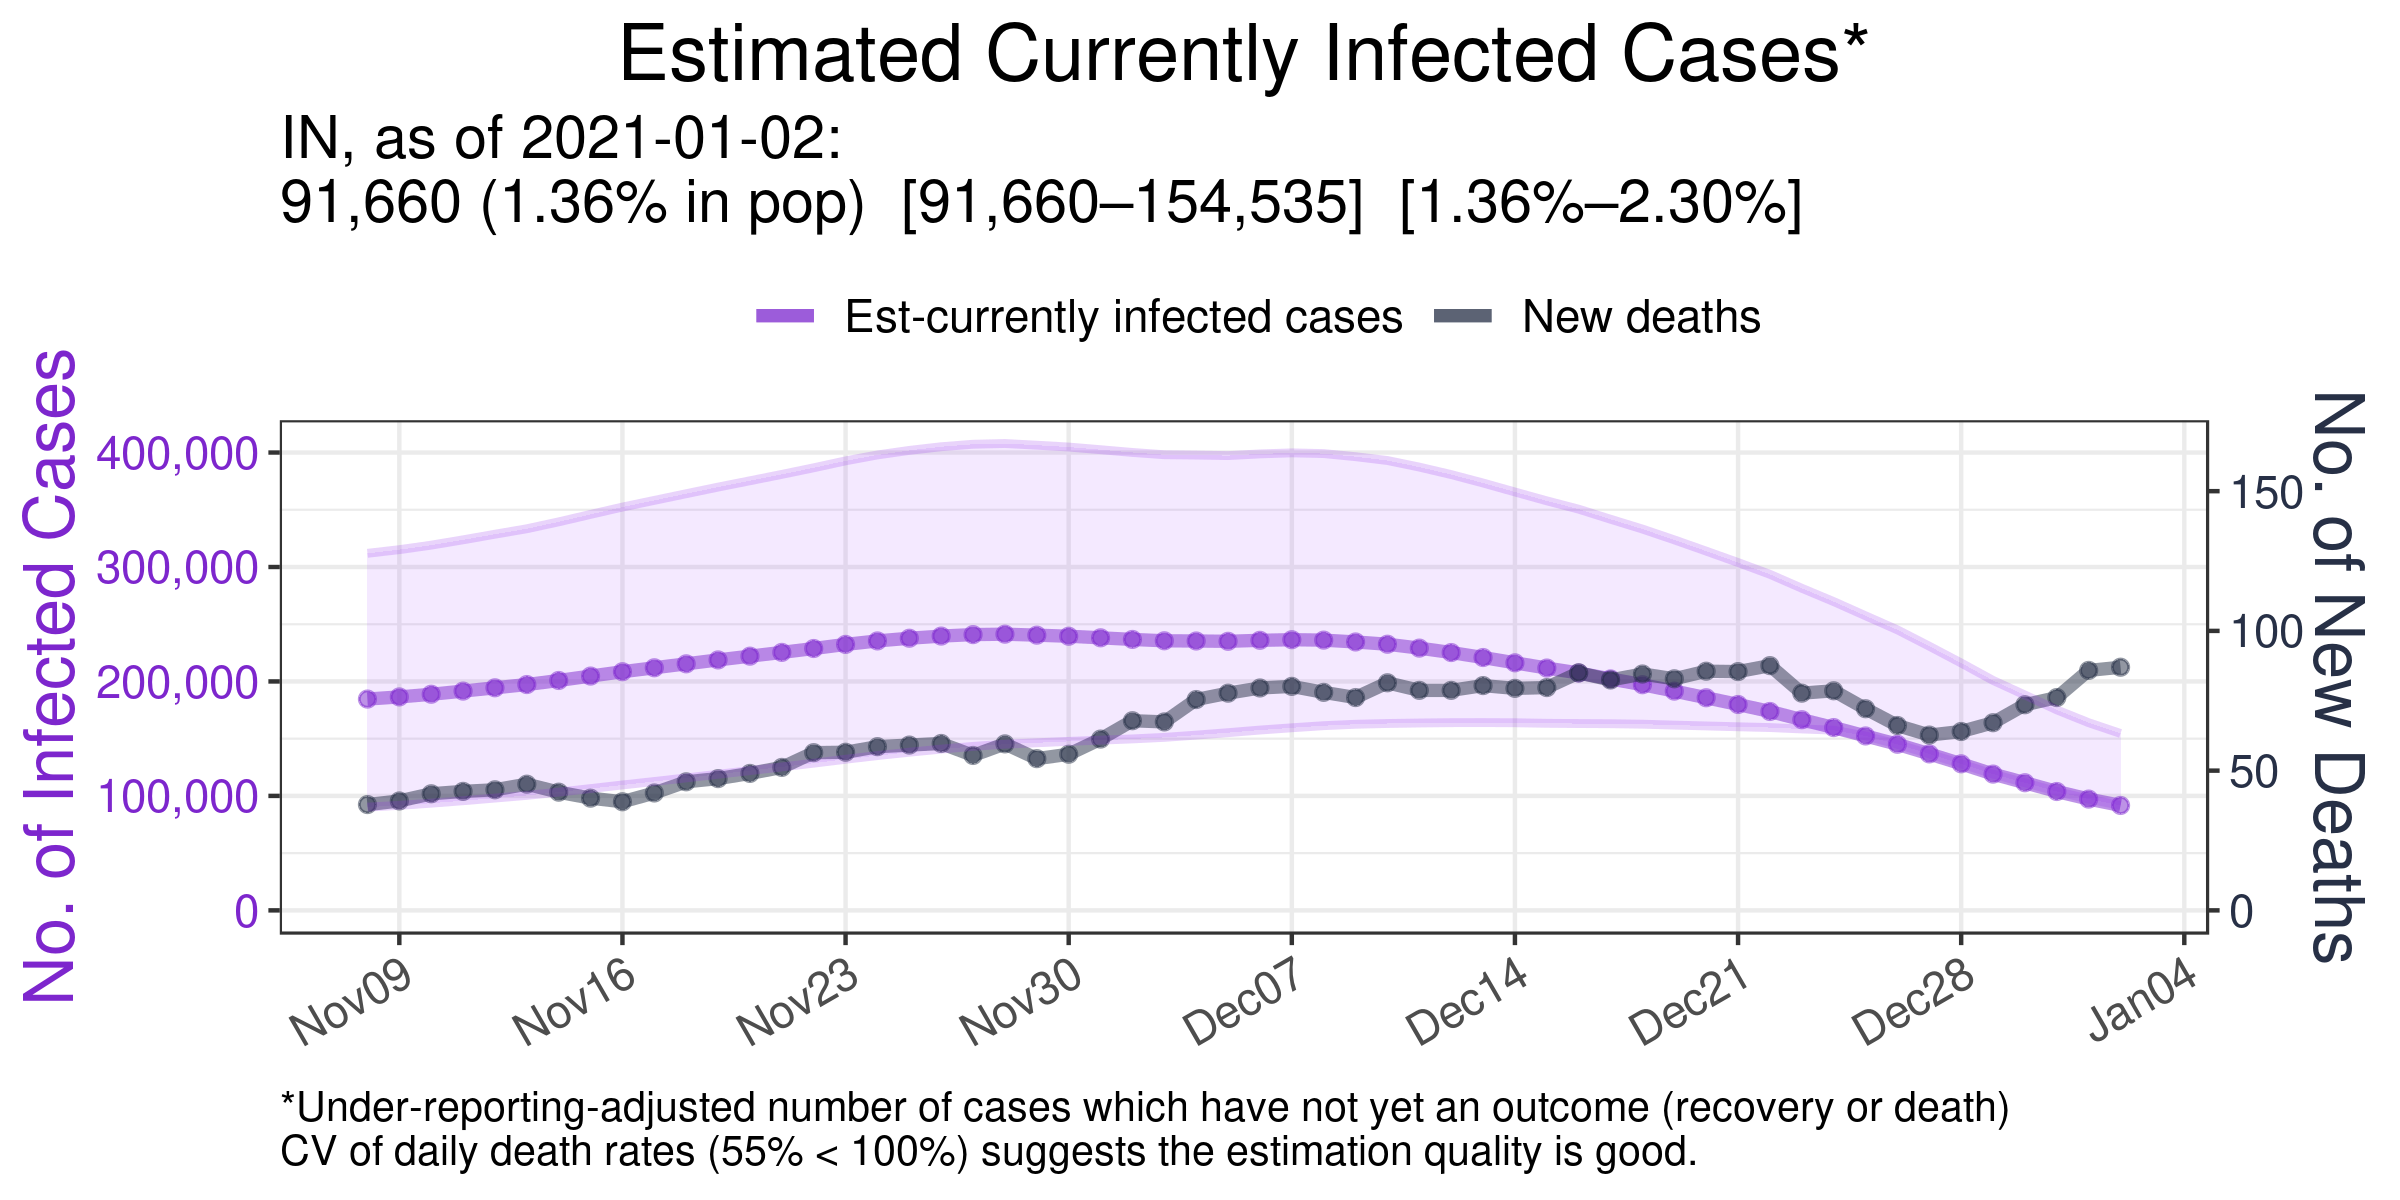 Estimated Currently Infected Cases*
IN, as of 2021-01-02:
91,660 (1.36% in pop)  [91,660–154,535]  [1.36%–2.30%]
Est-currently infected cases
New deaths
No. of Infected Cases
400,000
300,000
200,000
100,000
0
150
100
50
0
No. of New Deaths
Nov09
Nov16
Nov23
Nov30
Dec07
Dec14
Dec21
Dec28
Jan04
*Under-reporting-adjusted number of cases which have not yet an outcome (recovery or death)
CV of daily death rates (55% < 100%) suggests the estimation quality is good.